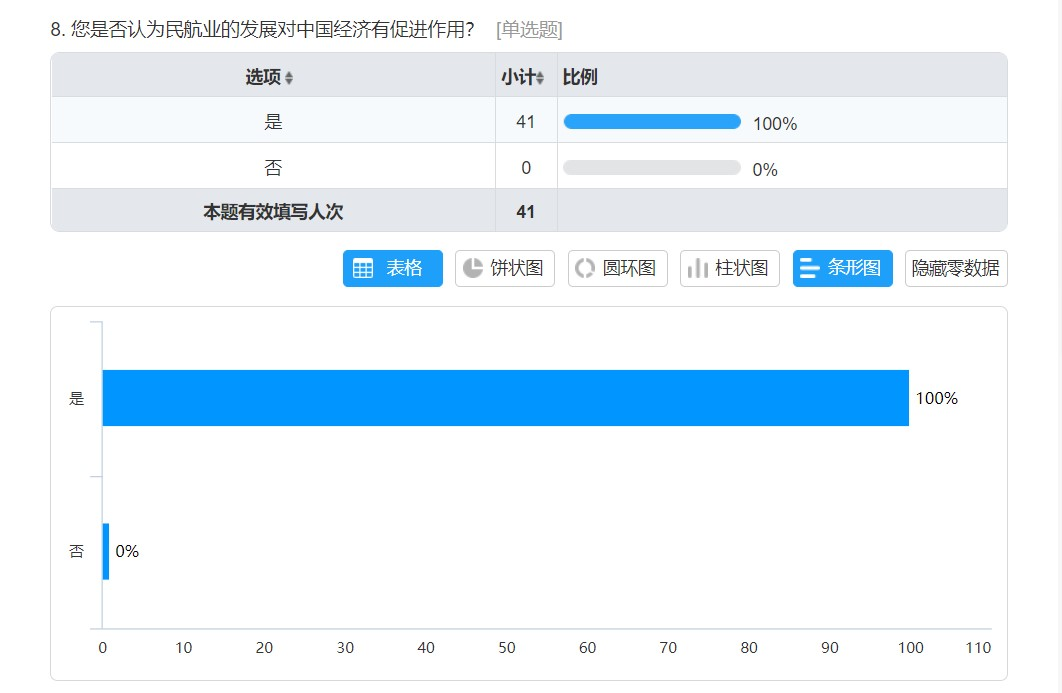 8. 您是否认为民航业的发展对中国经济有促进作用？ [单选题]
选项 小计 比例
是 41 100%
否 0 0%
本题有效填写人次 41
表格 饼状图 圆环图 柱状图 条形图 隐藏零数据
是 100%
否 0%
0 10 20 30 40 50 60 70 80 90 100 110